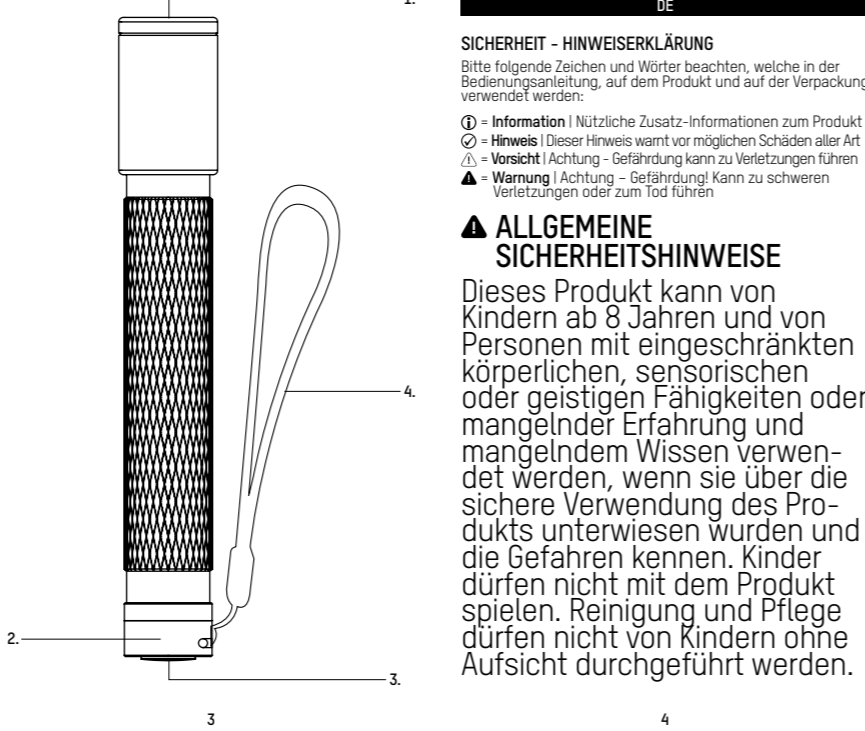 1.
4.
2.
3.
3
DE
SICHERHEIT - HINWEISERKLÄRUNG
Bitte folgende Zeichen und Wörter beachten, welche in der
Bedienungsanleitung, auf dem Produkt und auf der Verpackung
verwendet werden:
= Information | Nützliche Zusatz-Informationen zum Produkt
= Hinweis | Dieser Hinweis warnt vor möglichen Schäden aller Art
= Vorsicht | Achtung - Gefährdung kann zu Verletzungen führen
= Warnung | Achtung – Gefährdung! Kann zu schweren
Verletzungen oder zum Tod führen
ALLGEMEINE
SICHERHEITSHINWEISE
Dieses Produkt kann von
Kindern ab 8 Jahren und von
Personen mit eingeschränkten
körperlichen, sensorischen
oder geistigen Fähigkeiten oder
mangelnder Erfahrung und
mangelndem Wissen verwen-
det werden, wenn sie über die
sichere Verwendung des Pro-
dukts unterwiesen wurden und
die Gefahren kennen. Kinder
dürfen nicht mit dem Produkt
spielen. Reinigung und Pflege
dürfen nicht von Kindern ohne
Aufsicht durchgeführt werden.
4